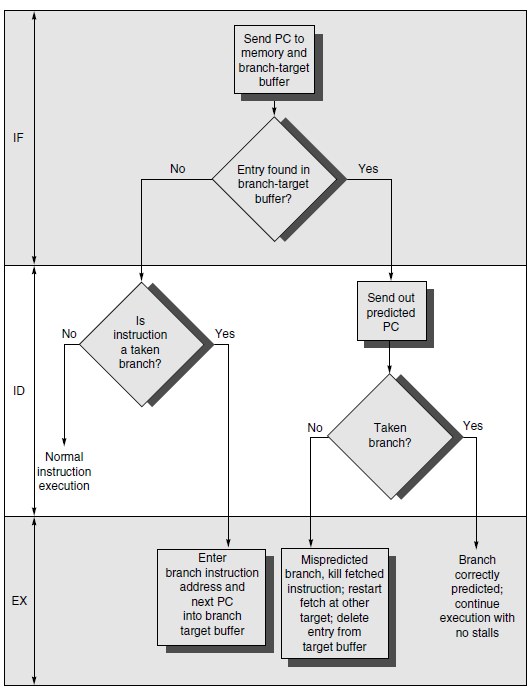 Send PC to
memory and
branch-target
buffer
IF
No
Entry found in
branch-target
buffer?
Yes
Send out
predicted
PC
No
Is
instruction
a taken
branch?
Yes
ID
No
Taken
branch?
Yes
Normal
instruction
execution
EX
Enter
branch instruction
address and
next PC
into branch
target buffer
Mispredicted
branch, kill fetched
instruction; restart
fetch at other
target; delete
entry from
target buffer
Branch
correctly
predicted;
continue
execution with
no stalls